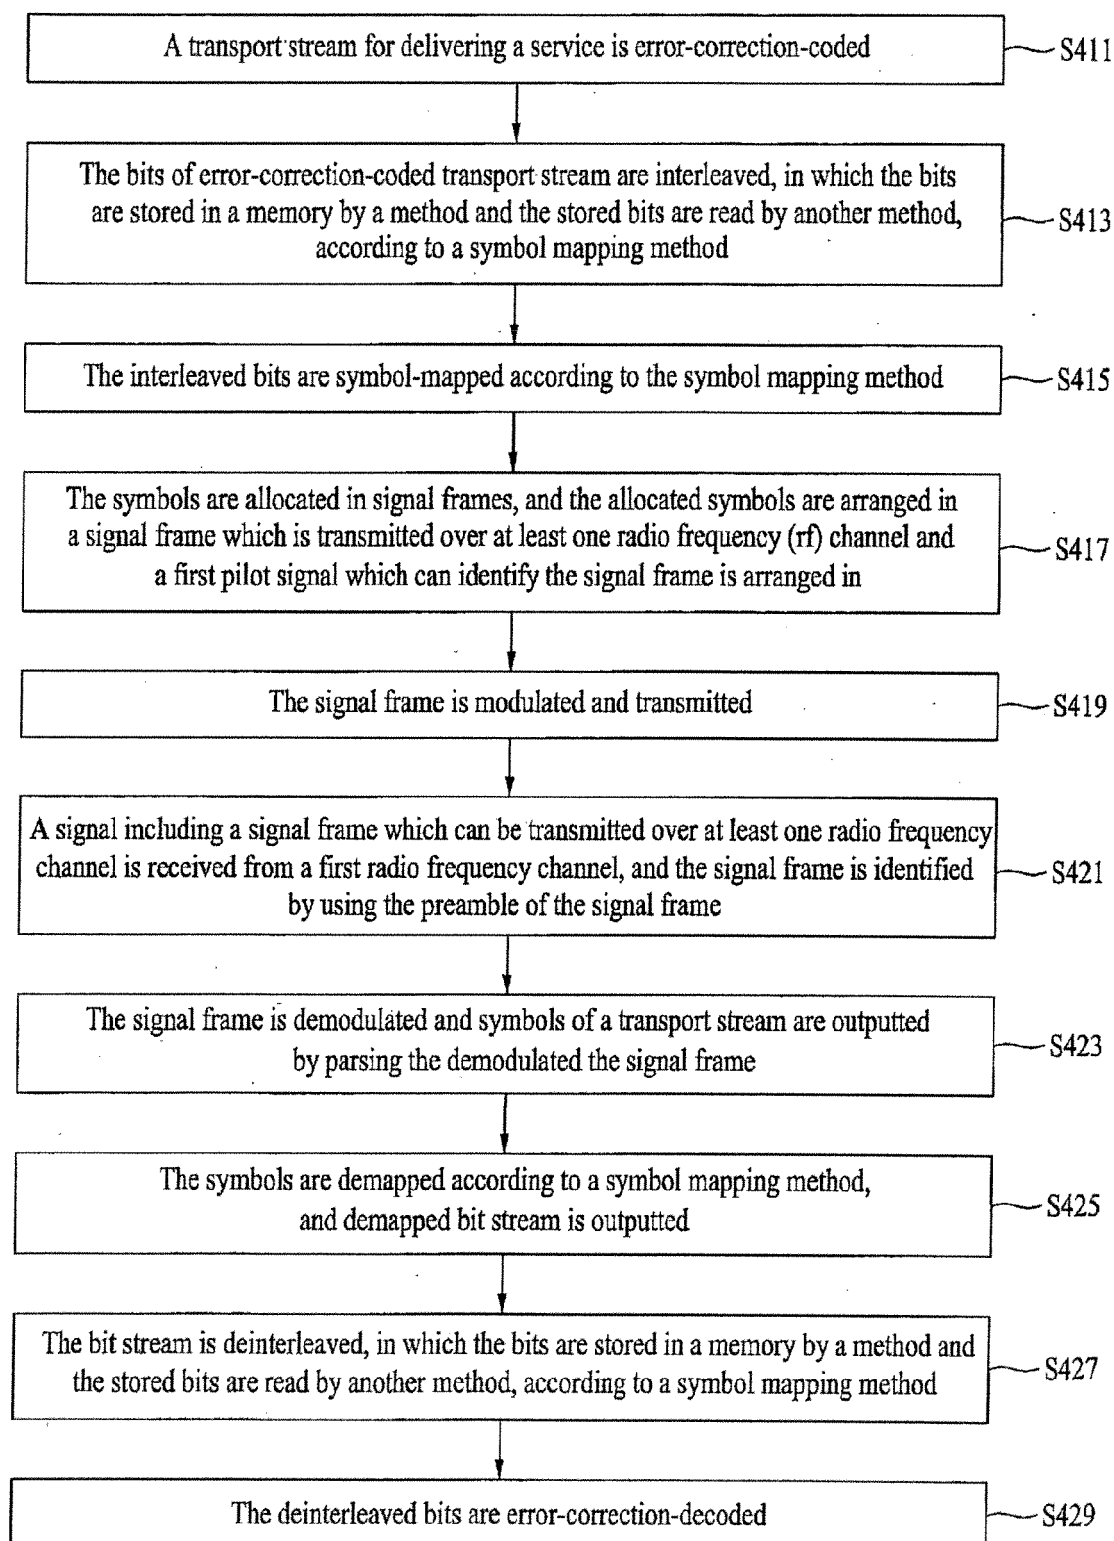 A transport stream for delivering a service is error-correction-coded
S411
The bits of error-correction-coded transport stream are interleaved, in which the bits
are stored in a memory by a method and the stored bits are read by another method,
according to a symbol mapping method
S413
The interleaved bits are symbol-mapped according to the symbol mapping method
S415
The symbols are allocated in signal frames, and the allocated symbols are arranged in
a signal frame which is transmitted over at least one radio frequency (rf) channel and
a first pilot signal which can identify the signal frame is arranged in
S417
The signal frame is modulated and transmitted
S419
A signal including a signal frame which can be transmitted over at least one radio frequency
channel is received from a first radio frequency channel, and the signal frame is identified
by using the preamble of the signal frame
S421
The signal frame is demodulated and symbols of a transport stream are outputted
by parsing the demodulated the signal frame
S423
The symbols are demapped according to a symbol mapping method,
and demapped bit stream is outputted
S425
The bit stream is deinterleaved, in which the bits are stored in a memory by a method and
the stored bits are read by another method, according to a symbol mapping method
S427
The deinterleaved bits are error-correction-decoded
S429